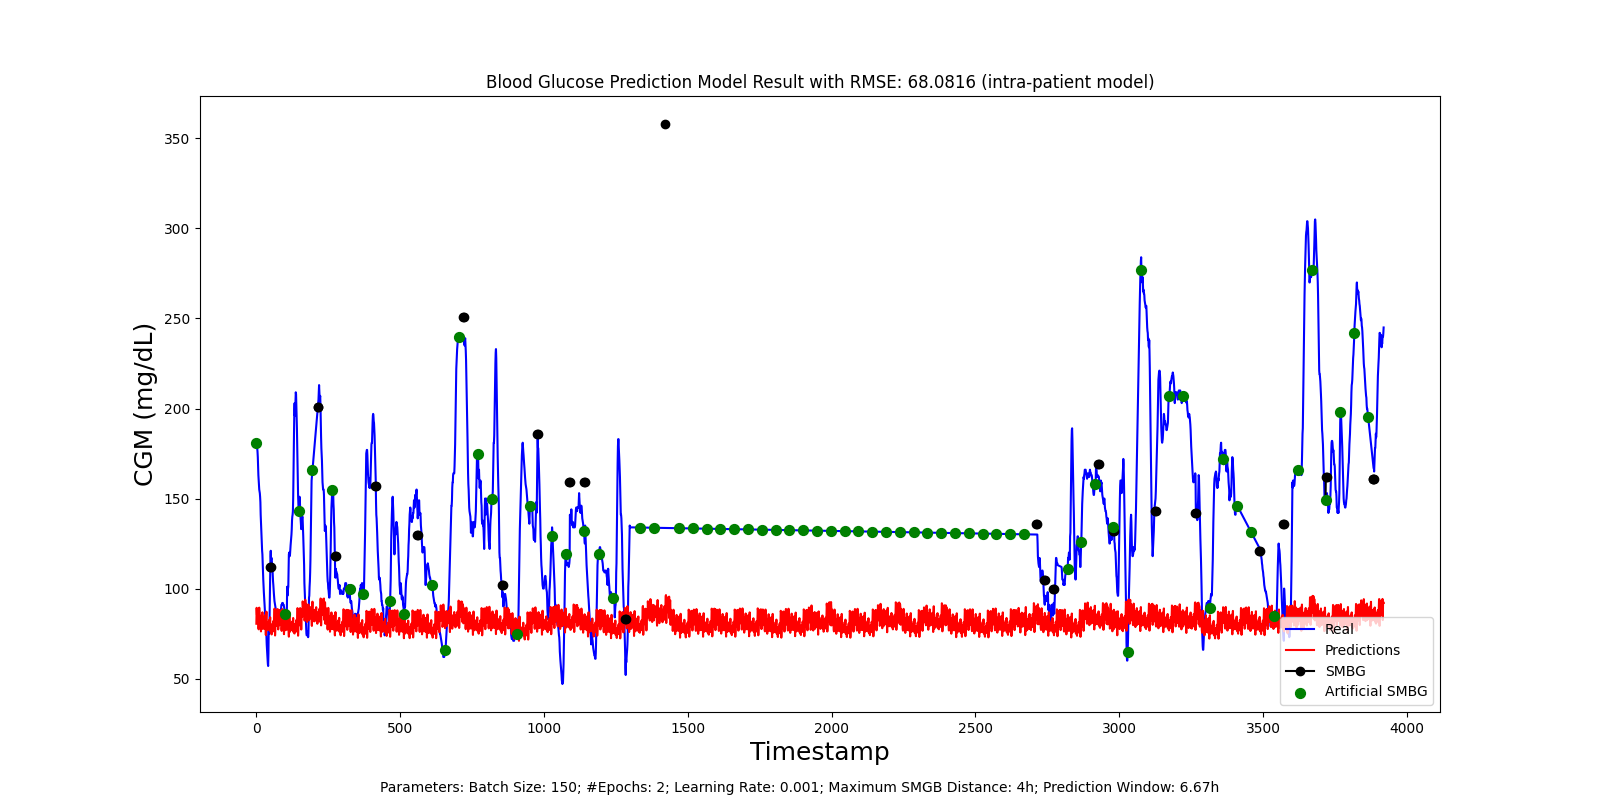 Blood Glucose Prediction Model Result with RMSE: 68.0816 (intra-patient model)
CGM (mg/dL)
350
300
250
200
150
100
50
0 500 1000 1500 2000 2500 3000 3500 4000
Timestamp
Real
Predictions
SMBG
Artificial SMBG
Parameters: Batch Size: 150; #Epochs: 2; Learning Rate: 0.001; Maximum SMGB Distance: 4h; Prediction Window: 6.67h